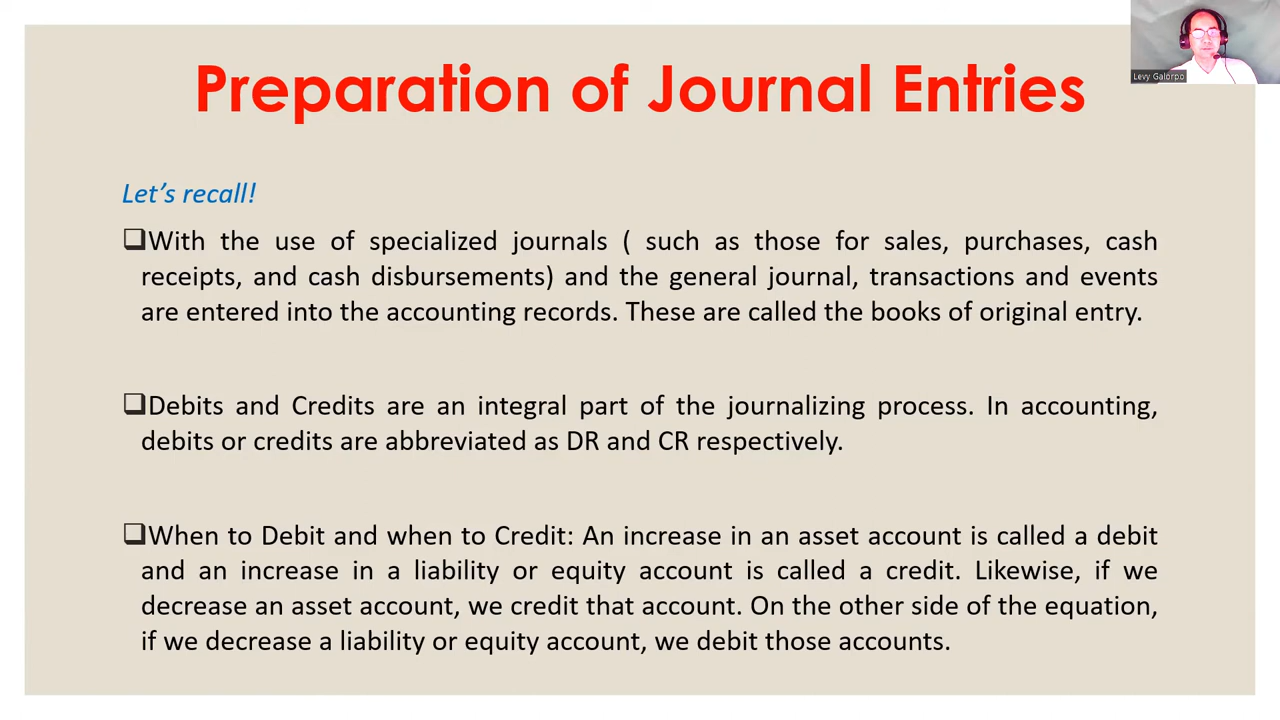 Levy Galorpo
Preparation of Journal Entries
Let's recall!
❑With the use of specialized journals ( such as those for sales, purchases, cash
receipts, and cash disbursements) and the general journal, transactions and events
are entered into the accounting records. These are called the books of original entry.
❑Debits and Credits are an integral part of the journalizing process. In accounting,
debits or credits are abbreviated as DR and CR respectively.
❑When to Debit and when to Credit: An increase in an asset account is called a debit
and an increase in a liability or equity account is called a credit. Likewise, if we
decrease an asset account, we credit that account. On the other side of the equation,
if we decrease a liability or equity account, we debit those accounts.